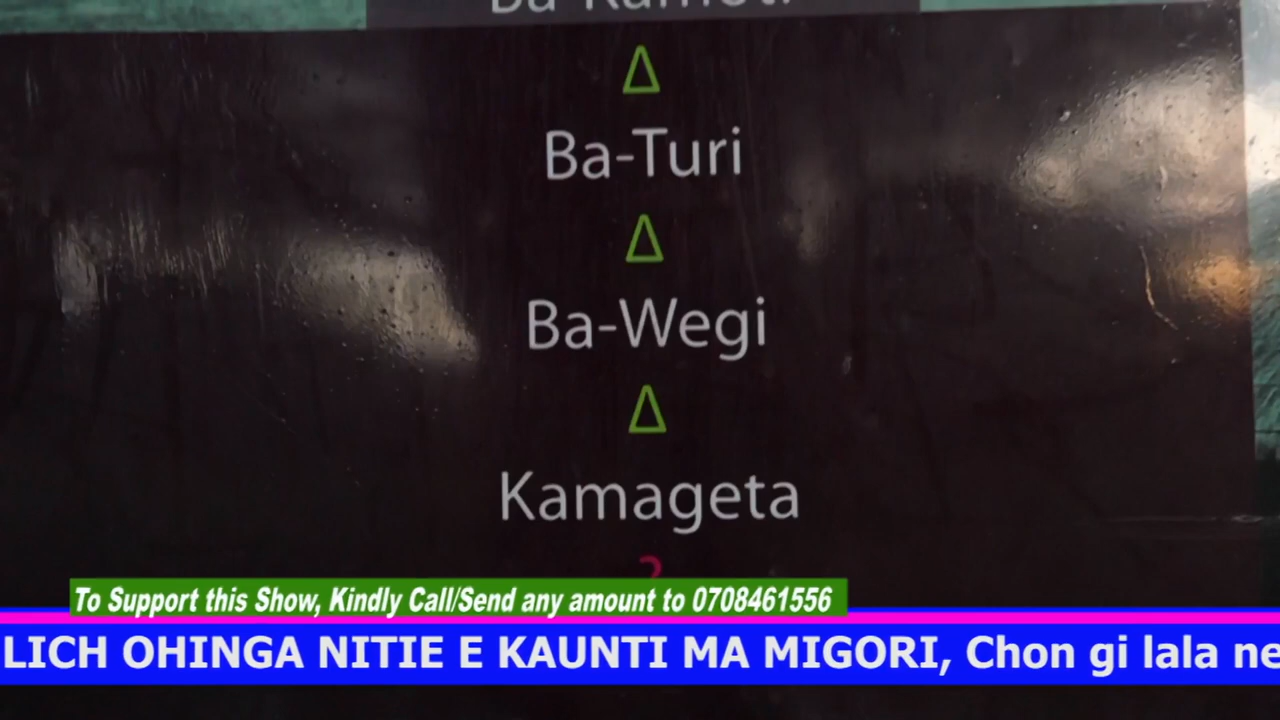 Ba-Turi
Ba-Wegi
Kamageta
?
To Support this Show, Kindly Call/Send any amount to 0708461556
LICH OHINGA NITIE E KAUNTI MA MIGORI, Chon gi lala ne